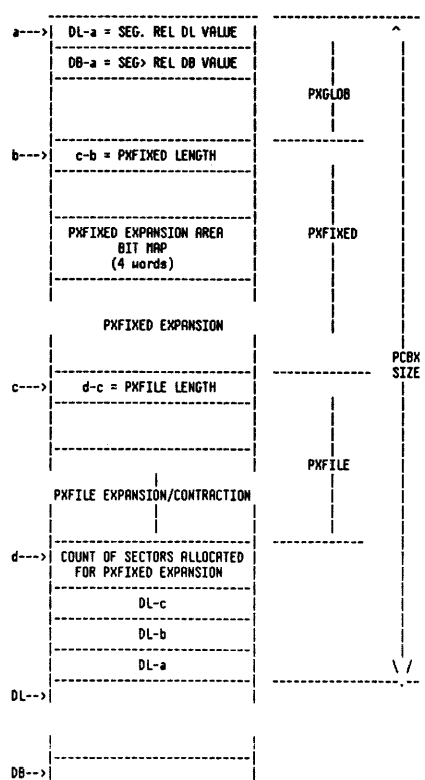 a---> DL-a = SEG. REL DL VALUE
DB-a = SEG> REL DB VALUE
PXGLOB
b---> c-b = PXFIXED LENGTH
PXFIXED EXPANSION AREA
BIT MAP
(4 words)
PXFIXED
PXFIXED EXPANSION
PCBX
SIZE
c---> d-c = PXFILE LENGTH
PXFILE
PXFILE EXPANSION/CONTRACTION
d---> COUNT OF SECTORS ALLOCATED
FOR PXFIXED EXPANSION
DL-c
DL-b
DL-a
DL-->
DB-->